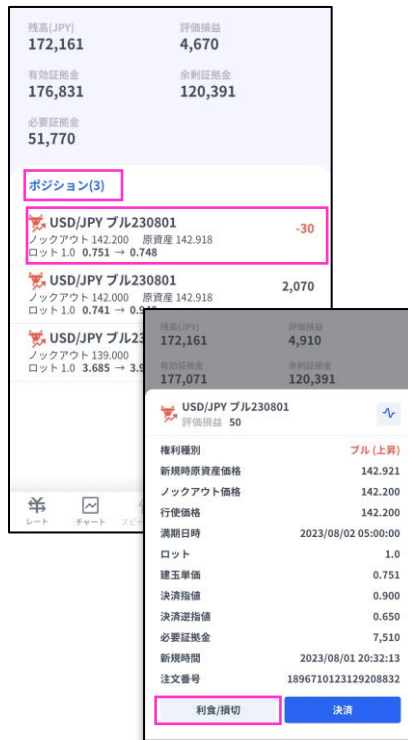 残高(JPY) 評価損益
172,161 4,670
有効証拠金 余剰証拠金
176,831 120,391
必要証拠金
51,770
ポジション(3)
USD/JPY ブル230801 -30
ノックアウト 142.200 原資産 142.918
ロット 1.0 0.751 → 0.748
USD/JPY ブル230801 2,070
ノックアウト 142.000 原資産 142.918
ロット 1.0 0.741 →
USD/JPY ブル23
ノックアウト 139.000
ロット 1.0 3.685 →
レート チャート
残高(JPY) 評価損益
172,161 4,910
有効証拠金 余剰証拠金
177,071 120,391
USD/JPY ブル230801
評価損益 50
権利種別 ブル (上昇)
新規時原資産価格 142.921
ノックアウト価格 142.200
行使価格 142.200
満期日時 2023/08/02 05:00:00
ロット 1.0
建玉単価 0.751
決済指値 0.900
決済逆指値 0.650
必要証拠金 7,510
新規時間 2023/08/01 20:32:13
注文番号 1896710123129208832
利食/損切 決済